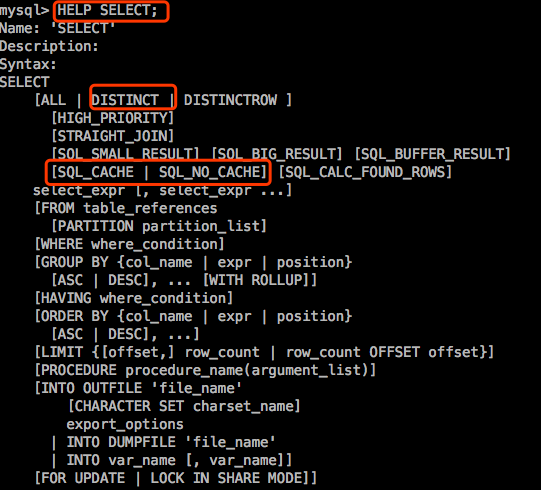 mysql> HELP SELECT;
Name: 'SELECT'
Description:
Syntax:
SELECT
    [ALL | DISTINCT | DISTINCTROW ]
      [HIGH_PRIORITY]
      [STRAIGHT_JOIN]
      [SQL_SMALL_RESULT] [SQL_BIG_RESULT] [SQL_BUFFER_RESULT]
      [SQL_CACHE | SQL_NO_CACHE] [SQL_CALC_FOUND_ROWS]
    select_expr [, select_expr ...]
    [FROM table_references
      [PARTITION partition_list]
    [WHERE where_condition]
    [GROUP BY {col_name | expr | position}
      [ASC | DESC], ... [WITH ROLLUP]]
    [HAVING where_condition]
    [ORDER BY {col_name | expr | position}
      [ASC | DESC], ...]
    [LIMIT {[offset,] row_count | row_count OFFSET offset}]
    [PROCEDURE procedure_name(argument_list)]
    [INTO OUTFILE 'file_name'
        [CHARACTER SET charset_name]
        export_options
      | INTO DUMPFILE 'file_name'
      | INTO var_name [, var_name]]
    [FOR UPDATE | LOCK IN SHARE MODE]]